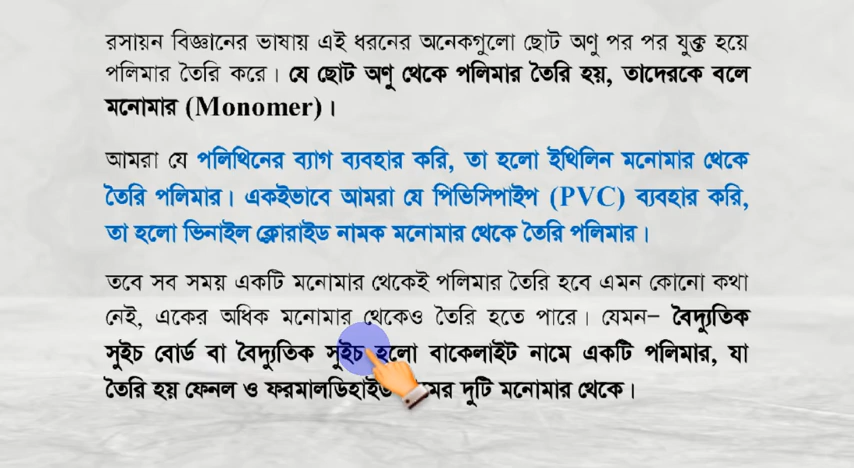 রসায়ন বিজ্ঞানের ভাষায় এই ধরনের অনেকগুলো ছোট অণু পর পর যুক্ত হয়ে
পলিমার তৈরি করে। যে ছোট অণু থেকে পলিমার তৈরি হয়, তাদেরকে বলে
মনোমার (Monomer)।
আমরা যে পলিথিনের ব্যাগ ব্যবহার করি, তা হলো ইথিলিন মনোমার থেকে
তৈরি পলিমার। একইভাবে আমরা যে পিভিসিপাইপ (PVC) ব্যবহার করি,
তা হলো ভিনাইল ক্লোরাইড নামক মনোমার থেকে তৈরি পলিমার।
তবে সব সময় একটি মনোমার থেকেই পলিমার তৈরি হবে এমন কোনো কথা
নেই, একের অধিক মনোমার থেকেও তৈরি হতে পারে। যেমন− বৈদ্যুতিক
সুইচ বোর্ড বা বৈদ্যুতিক সুইচ হলো বাকেলাইট নামে একটি পলিমার, যা
তৈরি হয় ফেনল ও ফরমালডিহাইড দুটি মনোমার থেকে।